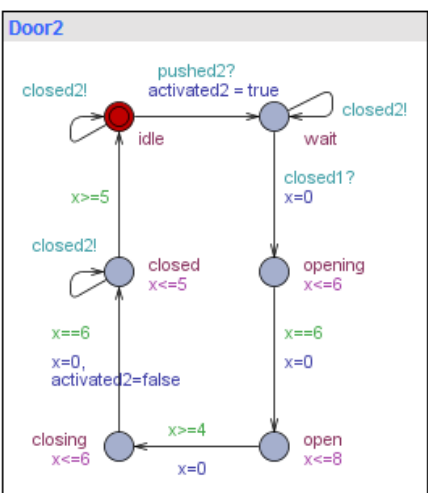 Door2
pushed2?
closed2!
activated2 = true
closed2!
idle
wait
closed1?
x>=5
x=0
closed2!
closed
opening
x<=5
x<=6
x==6
x==6
x=0,
x=0
activated2=false
x>=4
closing
open
x<=6
x=0
x<=8